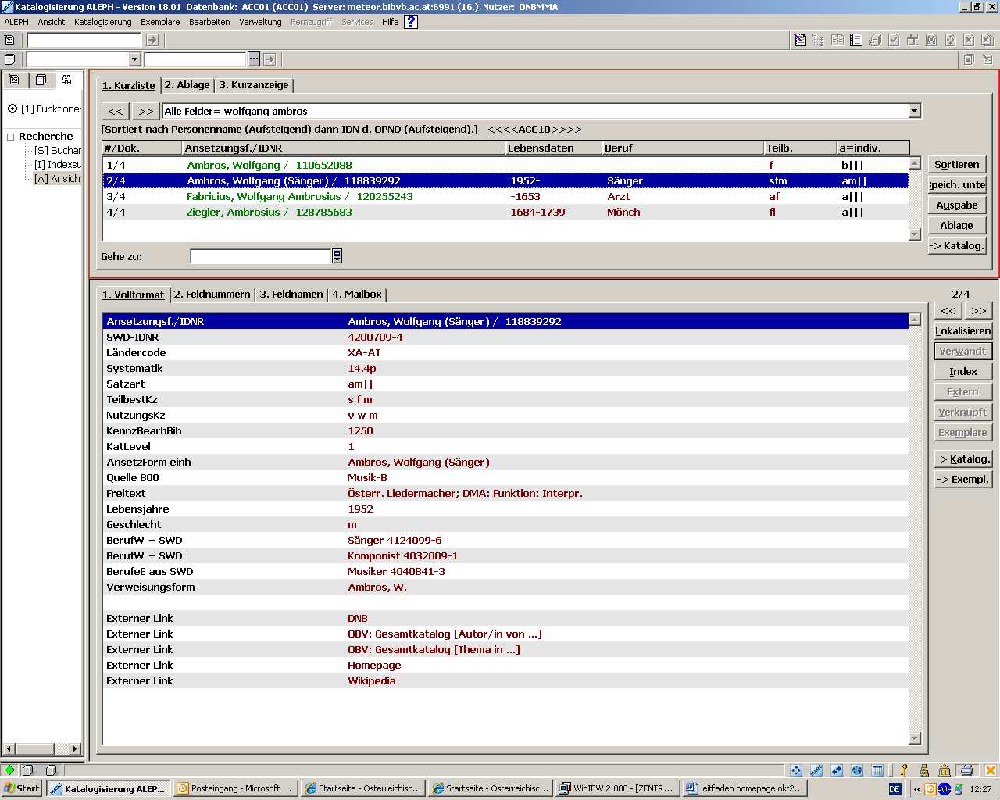 Katalogisierung ALEPH - Version 18.01 Datenbank: ACC01 (ACC01) Server: meteor.bibvb.ac.at:6991 (16.) Nutzer: ONBMMA
ALEPH Ansicht Katalogisierung Exemplare Bearbeiten Verwaltung Fernzugriff Services Hilfe ?
[1] Funktionen
Recherche
[S] Suchar
[I] Indexsu
[A] Ansich
1. Kurzliste 2. Ablage 3. Kurzanzeige
<< >> Alle Felder= wolfgang ambros
[Sortiert nach Personenname (Aufsteigend) dann IDN d. OPND (Aufsteigend).] <<<<ACC10>>>>
#/Dok. Ansetzungsf./IDNR Lebensdaten Beruf Teilb. a=indiv.
1/4 Ambros, Wolfgang / 110652088 f b|||
2/4 Ambros, Wolfgang (Sänger) / 118839292 1952- Sänger sfm am||
3/4 Fabricius, Wolfgang Ambrosius / 120255243 -1653 Arzt af a|||
4/4 Ziegler, Ambrosius / 128785683 1684-1739 Mönch fl a|||
Gehe zu:
Sortieren
Speich. unte
Ausgabe
Ablage
-> Katalog.
1. Vollformat 2. Feldnummern 3. Feldnamen 4. Mailbox
Ansetzungsf./IDNR Ambros, Wolfgang (Sänger) / 118839292
SWD-IDNR 4200709-4
Ländercode XA-AT
Systematik 14.4p
Satzart am||
TeilbestKz s f m
NutzungsKz v w m
KennzBearbBib 1250
KatLevel 1
AnsetzForm einh Ambros, Wolfgang (Sänger)
Quelle 800 Musik-B
Freitext Österr. Liedermacher; DMA: Funktion: Interpr.
Lebensjahre 1952-
Geschlecht m
BerufW + SWD Sänger 4124099-6
BerufW + SWD Komponist 4032009-1
BerufeE aus SWD Musiker 4040841-3
Verweisungsform Ambros, W.
Externer Link DNB
Externer Link OBV: Gesamtkatalog [Autor/in von ...]
Externer Link OBV: Gesamtkatalog [Thema in ...]
Externer Link Homepage
Externer Link Wikipedia
2/4
<< >>
Lokalisieren
Verwandt
Index
Extern
Verknüpft
Exemplare
-> Katalog.
-> Exempl.
Start Katalogisierung ALEP... Posteingang - Microsoft ... Startseite - Österreichisc... Startseite - Österreichisc... WinIBW 2.000 - [ZENTR... leitfaden homepage okt2... DE « 12:27